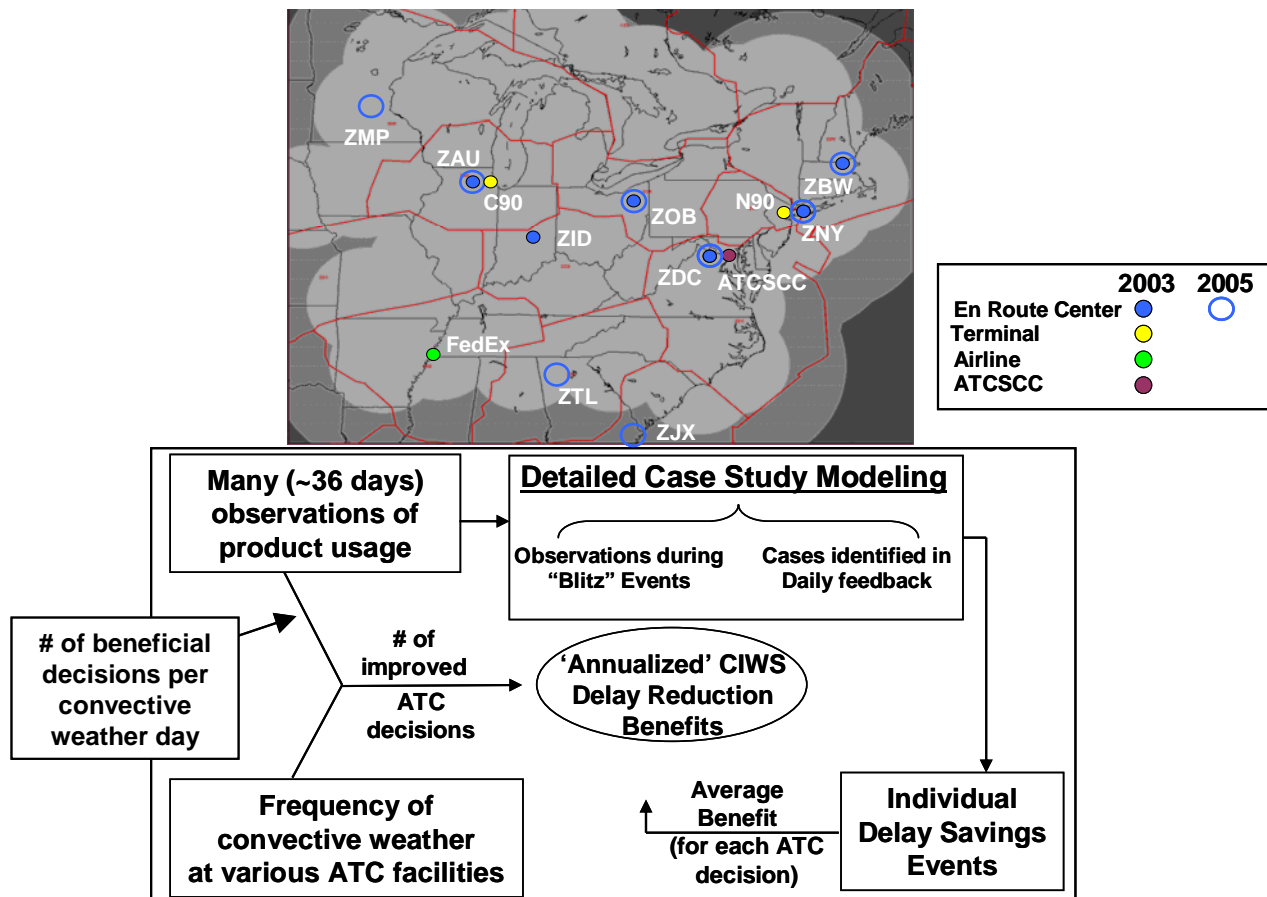 ZMP
ZAU
C90
ZID
ZOB
N90
ZBW
ZNY
ZDC
ATCSCC
FedEx
ZTL
ZJX
2003 2005
En Route Center
Terminal
Airline
ATCSCC
Many (~36 days)
observations of
product usage
Detailed Case Study Modeling
Observations during
“Blitz” Events
Cases identified in
Daily feedback
# of beneficial
decisions per
convective
weather day
# of
improved
ATC
decisions
‘Annualized’ CIWS
Delay Reduction
Benefits
Frequency of
convective weather
at various ATC facilities
Average
Benefit
(for each ATC
decision)
Individual
Delay Savings
Events